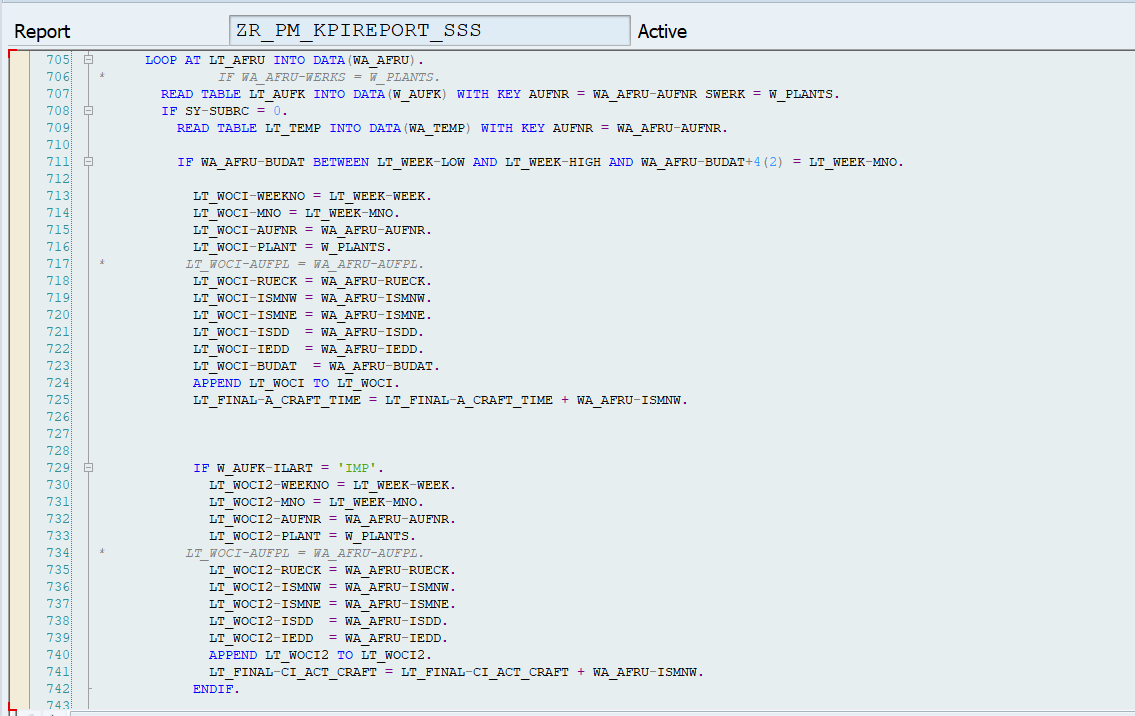 Report ZR_PM_KPIREPORT_SSS Active
705 LOOP AT LT_AFRU INTO DATA(WA_AFRU).
706 * IF WA_AFRU-WERKS = W_PLANTS.
707 READ TABLE LT_AUFK INTO DATA(W_AUFK) WITH KEY AUFNR = WA_AFRU-AUFNR SWERK = W_PLANTS.
708 IF SY-SUBRC = 0.
709 READ TABLE LT_TEMP INTO DATA(WA_TEMP) WITH KEY AUFNR = WA_AFRU-AUFNR.
710
711 IF WA_AFRU-BUDAT BETWEEN LT_WEEK-LOW AND LT_WEEK-HIGH AND WA_AFRU-BUDAT+4(2) = LT_WEEK-MNO.
712
713 LT_WOCI-WEEKNO = LT_WEEK-WEEK.
714 LT_WOCI-MNO = LT_WEEK-MNO.
715 LT_WOCI-AUFNR = WA_AFRU-AUFNR.
716 LT_WOCI-PLANT = W_PLANTS.
717 * LT_WOCI-AUFPL = WA_AFRU-AUFPL.
718 LT_WOCI-RUECK = WA_AFRU-RUECK.
719 LT_WOCI-ISMNW = WA_AFRU-ISMNW.
720 LT_WOCI-ISMNE = WA_AFRU-ISMNE.
721 LT_WOCI-ISDD  = WA_AFRU-ISDD.
722 LT_WOCI-IEDD  = WA_AFRU-IEDD.
723 LT_WOCI-BUDAT  = WA_AFRU-BUDAT.
724 APPEND LT_WOCI TO LT_WOCI.
725 LT_FINAL-A_CRAFT_TIME = LT_FINAL-A_CRAFT_TIME + WA_AFRU-ISMNW.
726
727
728
729 IF W_AUFK-ILART = 'IMP'.
730 LT_WOCI2-WEEKNO = LT_WEEK-WEEK.
731 LT_WOCI2-MNO = LT_WEEK-MNO.
732 LT_WOCI2-AUFNR = WA_AFRU-AUFNR.
733 LT_WOCI2-PLANT = W_PLANTS.
734 * LT_WOCI-AUFPL = WA_AFRU-AUFPL.
735 LT_WOCI2-RUECK = WA_AFRU-RUECK.
736 LT_WOCI2-ISMNW = WA_AFRU-ISMNW.
737 LT_WOCI2-ISMNE = WA_AFRU-ISMNE.
738 LT_WOCI2-ISDD  = WA_AFRU-ISDD.
739 LT_WOCI2-IEDD  = WA_AFRU-IEDD.
740 APPEND LT_WOCI2 TO LT_WOCI2.
741 LT_FINAL-CI_ACT_CRAFT = LT_FINAL-CI_ACT_CRAFT + WA_AFRU-ISMNW.
742 ENDIF.
743